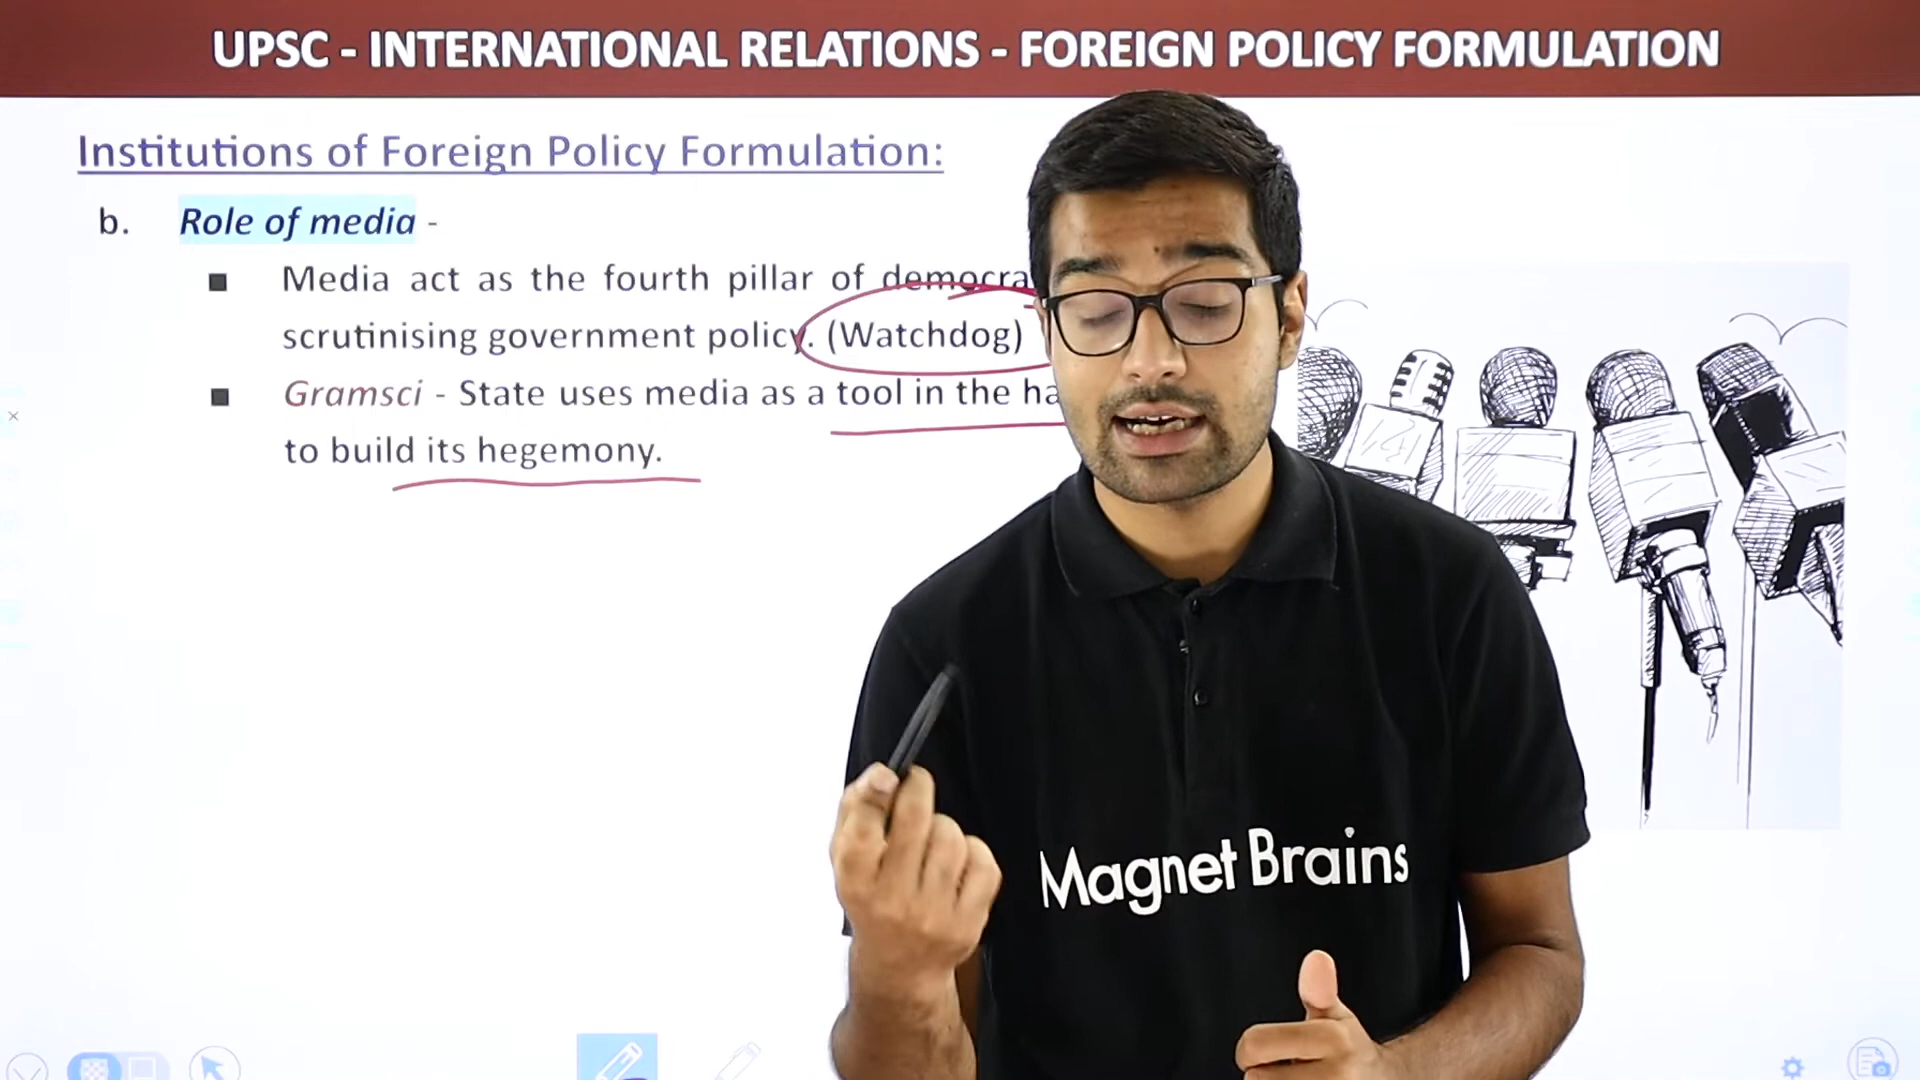 UPSC - INTERNATIONAL RELATIONS - FOREIGN POLICY FORMULATION
Institutions of Foreign Policy Formulation:
b. Role of media -
■ Media act as the fourth pillar of
scrutinising government policy. (Watchdog)
■ Gramsci - State uses media as a tool in the
to build its hegemony.
Magnet Brains